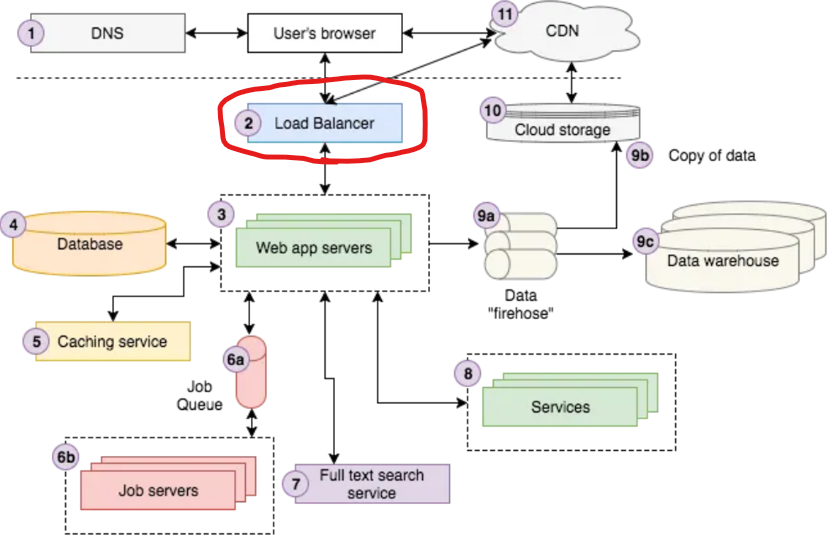 1
DNS
User's browser
11
CDN
2
Load Balancer
10
Cloud storage
9b
Copy of data
3
Web app servers
4
Database
9a
Data
"firehose"
9c
Data warehouse
5
Caching service
6a
Job
Queue
8
Services
6b
Job servers
7
Full text search
service